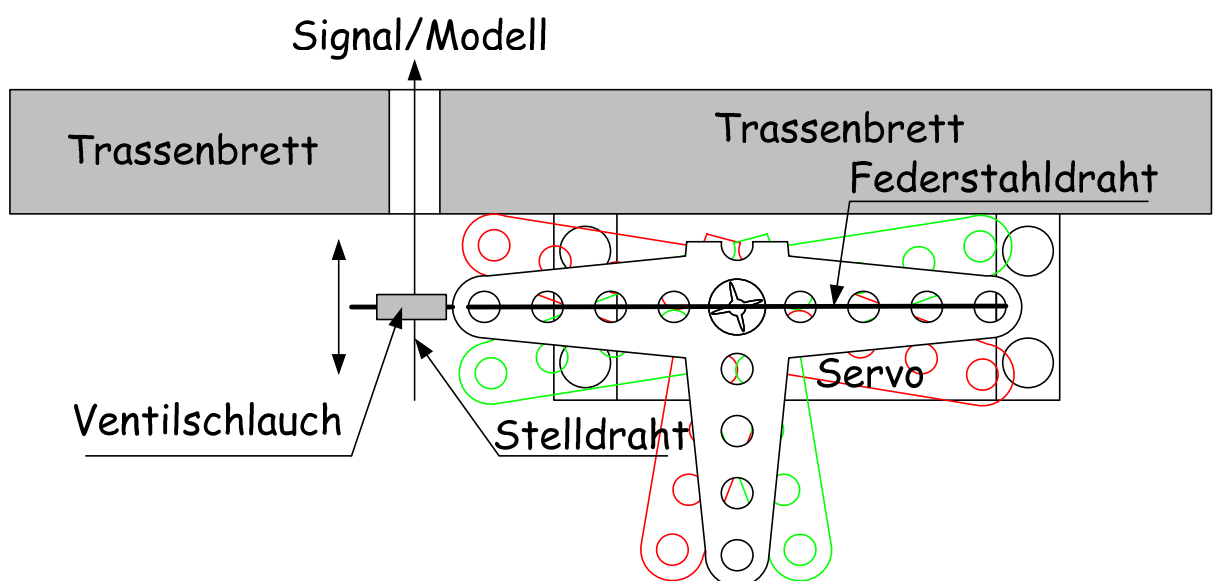 Signal/Modell
Trassenbrett
Trassenbrett
Federstahldraht
Servo
Ventilschlauch
Stelldraht